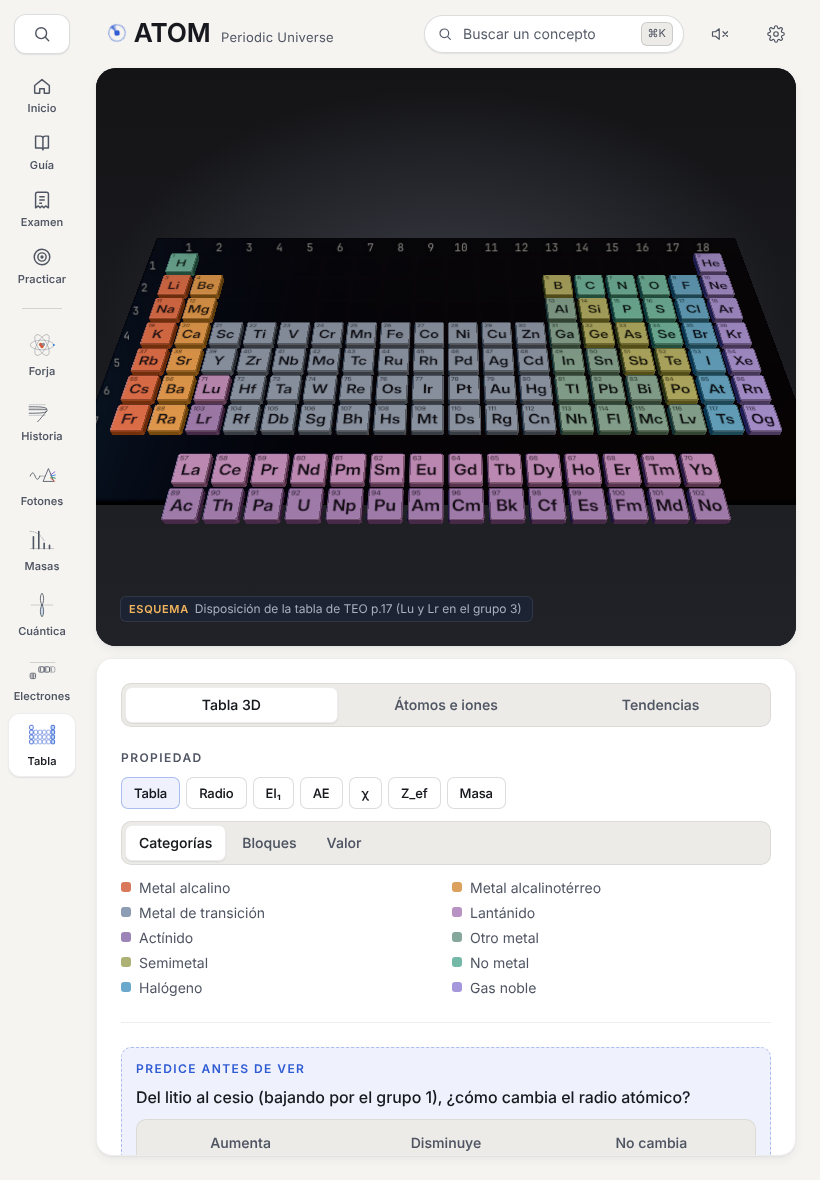 ATOM Periodic Universe
Buscar un concepto ⌘K
Inicio
Guía
Examen
Practicar
Forja
Historia
Fotones
Masas
Cuántica
Electrones
Tabla
1 2 3 4 5 6 7 8 9 10 11 12 13 14 15 16 17 18
1 H He
2 Li Be B C N O F Ne
3 Na Mg Al Si P S Cl Ar
4 K Ca Sc Ti V Cr Mn Fe Co Ni Cu Zn Ga Ge As Se Br Kr
5 Rb Sr Y Zr Nb Mo Tc Ru Rh Pd Ag Cd In Sn Sb Te I Xe
6 Cs Ba Lu Hf Ta W Re Os Ir Pt Au Hg Tl Pb Bi Po At Rn
7 Fr Ra Lr Rf Db Sg Bh Hs Mt Ds Rg Cn Nh Fl Mc Lv Ts Og
La Ce Pr Nd Pm Sm Eu Gd Tb Dy Ho Er Tm Yb
Ac Th Pa U Np Pu Am Cm Bk Cf Es Fm Md No
ESQUEMA Disposición de la tabla de TEO p.17 (Lu y Lr en el grupo 3)
Tabla 3D Átomos e iones Tendencias
PROPIEDAD
Tabla Radio EI₁ AE χ Z_ef Masa
Categorías Bloques Valor
Metal alcalino Metal alcalinotérreo
Metal de transición Lantánido
Actínido Otro metal
Semimetal No metal
Halógeno Gas noble
PREDICE ANTES DE VER
Del litio al cesio (bajando por el grupo 1), ¿cómo cambia el radio atómico?
Aumenta Disminuye No cambia